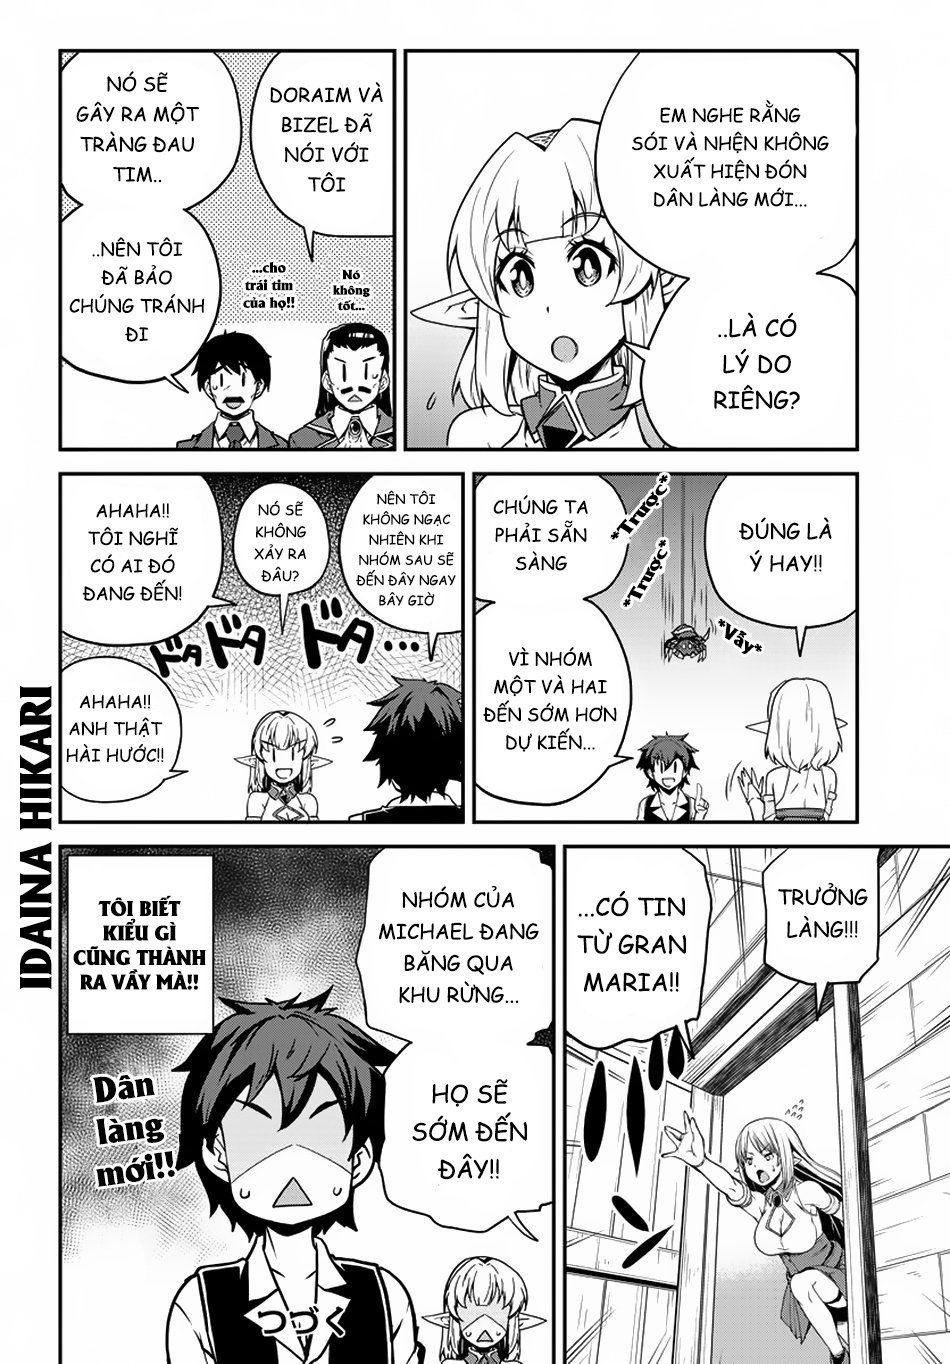 EM NGHE RẰNG
SÓI VÀ NHỆN KHÔNG
XUẤT HIỆN ĐÓN
DÂN LÀNG MỚI...
..LÀ CÓ
LÝ DO
RIÊNG?
DORAIM VÀ
BIZEL ĐÃ
NÓI VỚI
TÔI
NÓ SẼ
GÂY RA MỘT
TRÀNG ĐAU
TIM..
..NÊN TÔI
ĐÃ BẢO
CHÚNG TRÁNH
ĐI
Nó
không
tốt...
...cho
trái tim
của họ!!
ĐÚNG LÀ
Ý HAY!!
*Trược*
*Trược*
*Vẫy*
CHÚNG TA
PHẢI SẴN
SÀNG
VÌ NHÓM
MỘT VÀ HAI
ĐẾN SỚM HƠN
DỰ KIẾN...
NÊN TÔI
KHÔNG NGẠC
NHIÊN KHI
NHÓM SAU SẼ
ĐẾN ĐÂY NGAY
BÂY GIỜ
NÓ SẼ
KHÔNG
XẢY RA
ĐÂU?
AHAHA!!
TÔI NGHĨ
CÓ AI ĐÓ
ĐANG ĐẾN!
ドタドタ ドタ...
AHAHA!!
ANH THẬT
HÀI HƯỚC!!
TRƯỞNG
LÀNG!!!
...CÓ TIN
TỪ GRAN
MARIA!!
NHÓM CỦA
MICHAEL ĐANG
BĂNG QUA
KHU RỪNG...
HỌ SẼ
SỚM ĐẾN
ĐÂY!!
TÔI BIẾT
KIỂU GÌ
CŨNG THÀNH
RA VẦY MÀ!!
Dân
làng
mới!!
つづく
IDAINA HIKARI